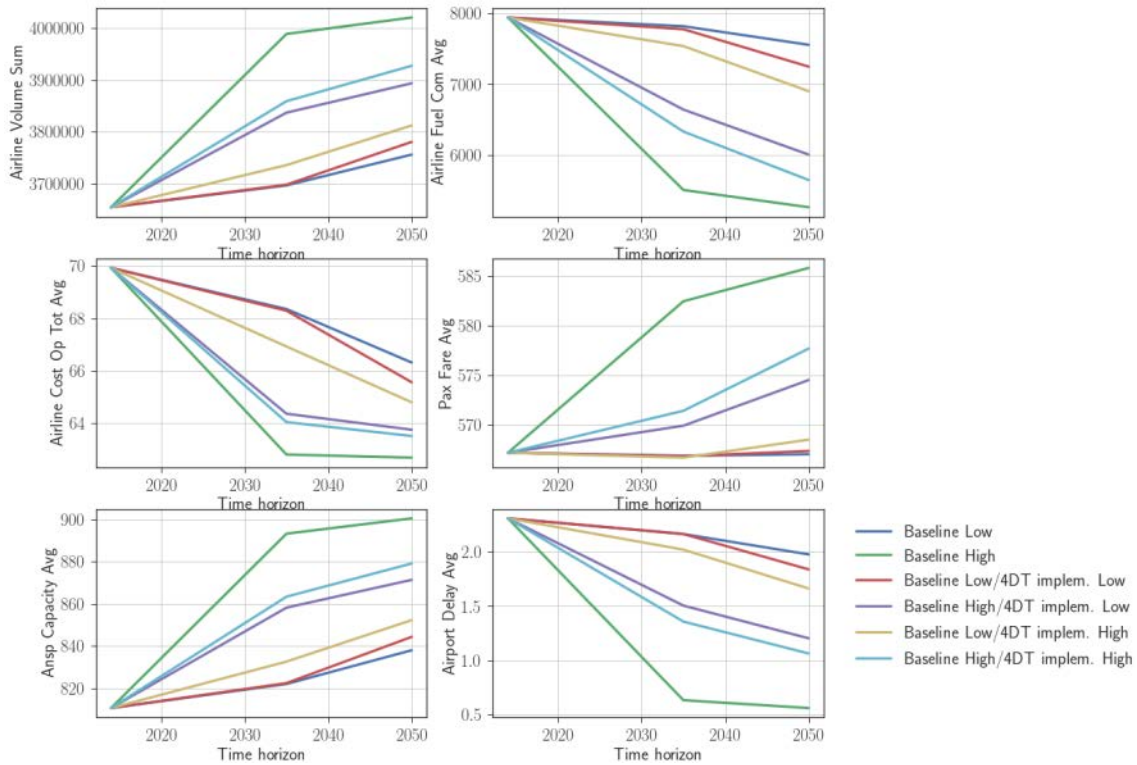 Airline Volume Sum
4000000
3900000
3800000
3700000
2020 2030 2040 2050
Time horizon
Airline Fuel Com Avg
8000
7000
6000
2020 2030 2040 2050
Time horizon
Airline Cost Op Tot Avg
70
68
66
64
2020 2030 2040 2050
Time horizon
Pax Fare Avg
585
580
575
570
2020 2030 2040 2050
Time horizon
Ansp Capacity Avg
900
880
860
840
820
2020 2030 2040 2050
Time horizon
Airport Delay Avg
2.0
1.5
1.0
0.5
2020 2030 2040 2050
Time horizon
Baseline Low
Baseline High
Baseline Low/4DT implem. Low
Baseline High/4DT implem. Low
Baseline Low/4DT implem. High
Baseline High/4DT implem. High